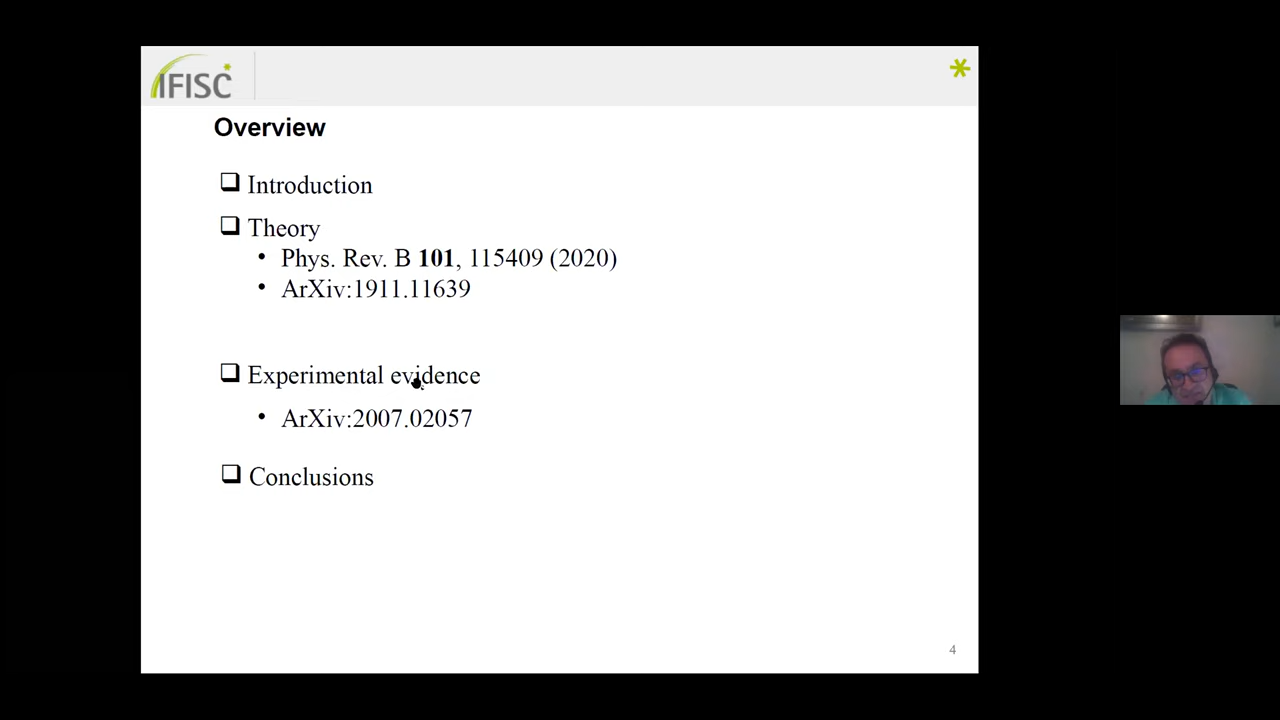 IFISC
Overview
Introduction
Theory
• Phys. Rev. B 101, 115409 (2020)
• ArXiv:1911.11639
Experimental evidence
• ArXiv:2007.02057
Conclusions
4